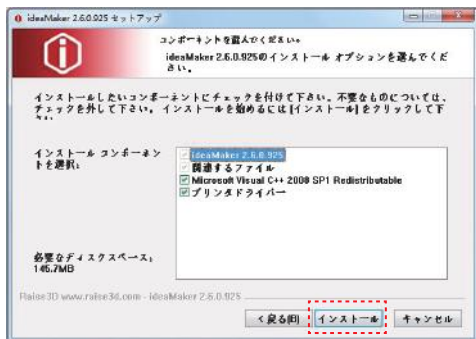 ideaMaker 2.6.0.925 セットアップ
コンポーネントを選んでください。
ideaMaker 2.6.0.925のインストール オプションを選んでくだ
さい。
インストールしたいコンポーネントにチェックを付けて下さい。不要なものについては、
チェックを外して下さい。 インストールを始めるには [インストール] をクリックして下
さい。
インストール コンポーネン
トを選択:
ideaMaker 2.6.0.925
関連するファイル
Microsoft Visual C++ 2008 SP1 Redistributable
プリンタドライバー
必要なディスクスペース:
145.7MB
Raise3D www.raise3d.com - ideaMaker 2.6.0.925
< 戻る(B)
インストール
キャンセル